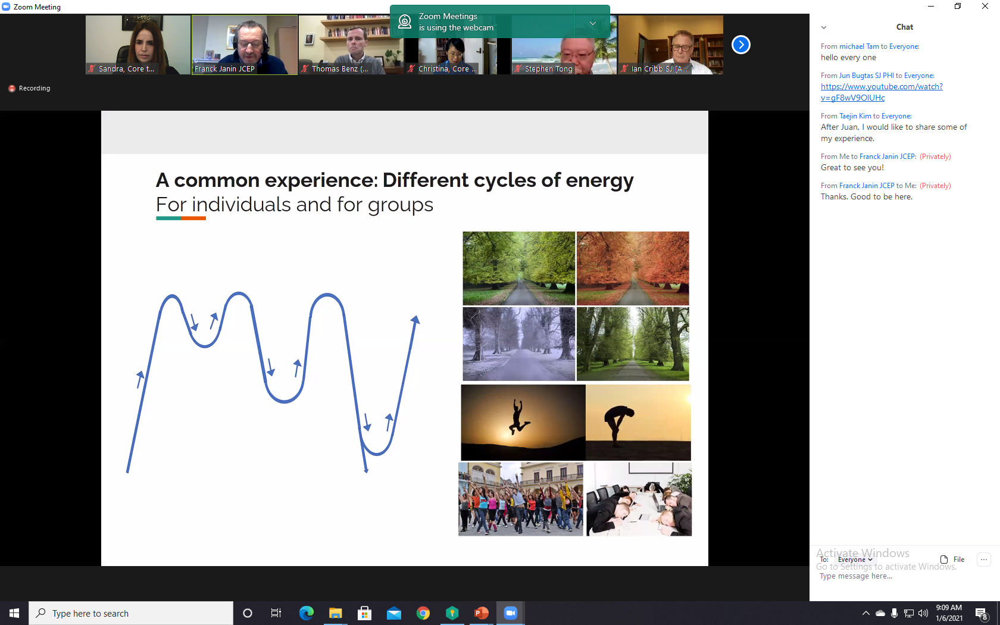 Zoom Meeting
Zoom Meetings
is using the webcam
Sandra, Core t...
Franck Janin JCEP
Thomas Benz (...
Christina, Core ...
Stephen Tong
Ian Cribb SJ [A...
Recording
A common experience: Different cycles of energy
For individuals and for groups
Chat
From michael Tam to Everyone:
hello every one
From Jun Bugtas SJ PHI to Everyone:
https://www.youtube.com/watch?
v=gF8wV9OlUHc
From Taejin Kim to Everyone:
After Juan, I would like to share some of
my experience.
From Me to Franck Janin JCEP: (Privately)
Great to see you!
From Franck Janin JCEP to Me: (Privately)
Thanks. Good to be here.
Activate Windows
To: Everyone
File
Go to Settings to activate Windows.
Type message here...
Type here to search
9:09 AM
1/6/2021
8